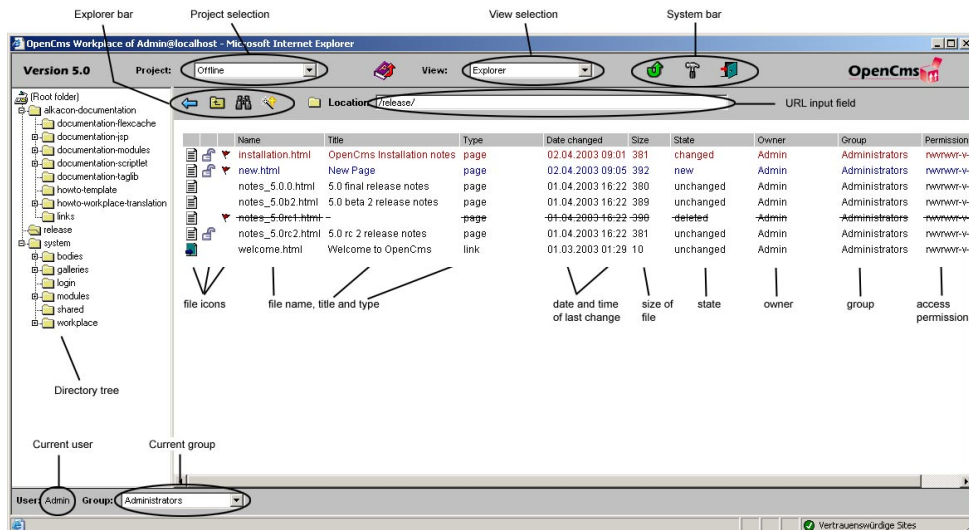 Explorer bar
Project selection
View selection
System bar
OpenCms Workplace of Admin@localhost - Microsoft Internet Explorer
Version 5.0 Project: Offline View: Explorer OpenCms
(Root folder)
alkacon-documentation
documentation-flexcache
documentation-jsp
documentation-modules
documentation-scriptlet
documentation-taglib
howto-template
howto-workplace-translation
links
release
system
bodies
galleries
login
modules
shared
workplace
Directory tree
Location: /release/
URL input field
Name Title Type Date changed Size State Owner Group Permission
installation.html OpenCms Installation notes page 02.04.2003 09:01 381 changed Admin Administrators rwrwr-v-
new.html New Page page 02.04.2003 09:05 392 new Admin Administrators rwrwr-v-
notes_5.0.0.html 5.0 final release notes page 01.04.2003 16:22 380 unchanged Admin Administrators rwrwr-v-
notes_5.0b2.html 5.0 beta 2 release notes page 01.04.2003 16:22 389 unchanged Admin Administrators rwrwr-v-
notes_5.0rc1.html - page 01.04.2003 16:22 390 deleted Admin Administrators rwrwr-v-
notes_5.0rc2.html 5.0 rc 2 release notes page 01.04.2003 16:22 381 unchanged Admin Administrators rwrwr-v-
welcome.html Welcome to OpenCms link 01.03.2003 01:29 10 unchanged Admin Administrators rwrwr-v-
file icons
file name, title and type
date and time
of last change
size of
file
state
owner
group
access
permission
Current user
Current group
User: Admin Group: Administrators
Vertrauenswürdige Sites